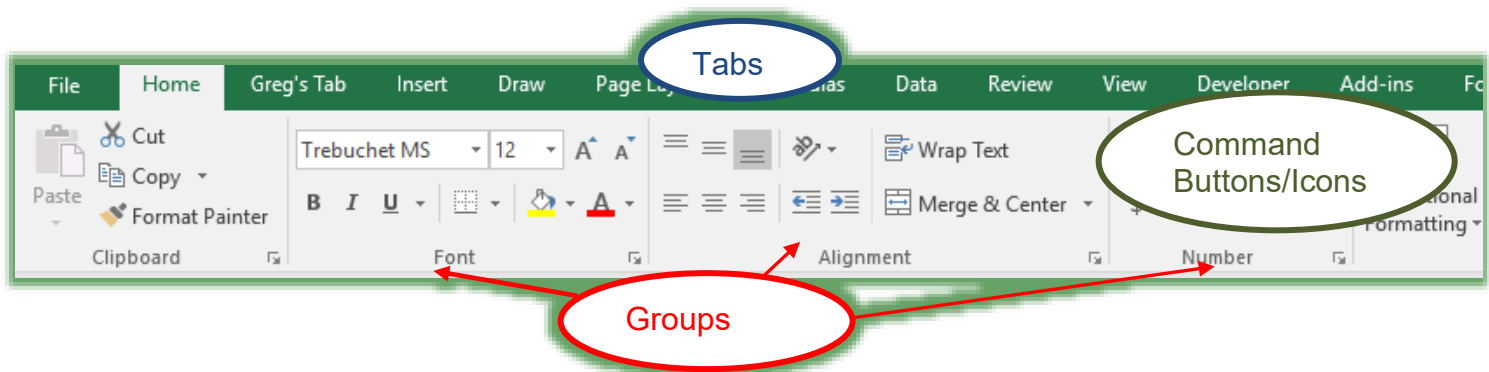 Tabs
File Home Greg's Tab Insert Draw Page Data Review View Developer Add-ins
Cut
Copy
Paste
Format Painter
Clipboard
Trebuchet MS 12 A A
B I U A
Font
Wrap Text
Merge & Center
Alignment
Command
Buttons/Icons
Formatting
Number
Groups